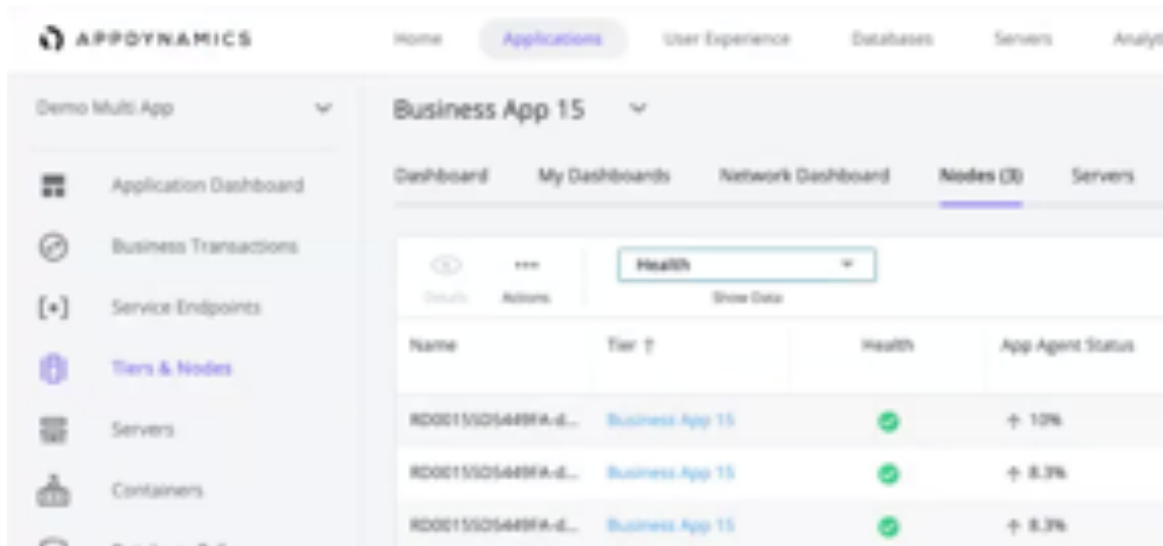 APPDYNAMICS
Home Applications User Experience Databases Servers
Demo Multi App
Business App 15
Dashboard My Dashboards Network Dashboard Nodes (3) Servers
Application Dashboard
Business Transactions
Service Endpoints
Tiers & Nodes
Servers
Containers
Health
Details Actions Show Data
Name Tier ↑ Health App Agent Status
Business App 15 ↑ 10%
Business App 15 ↑ 8.3%
Business App 15 ↑ 8.3%